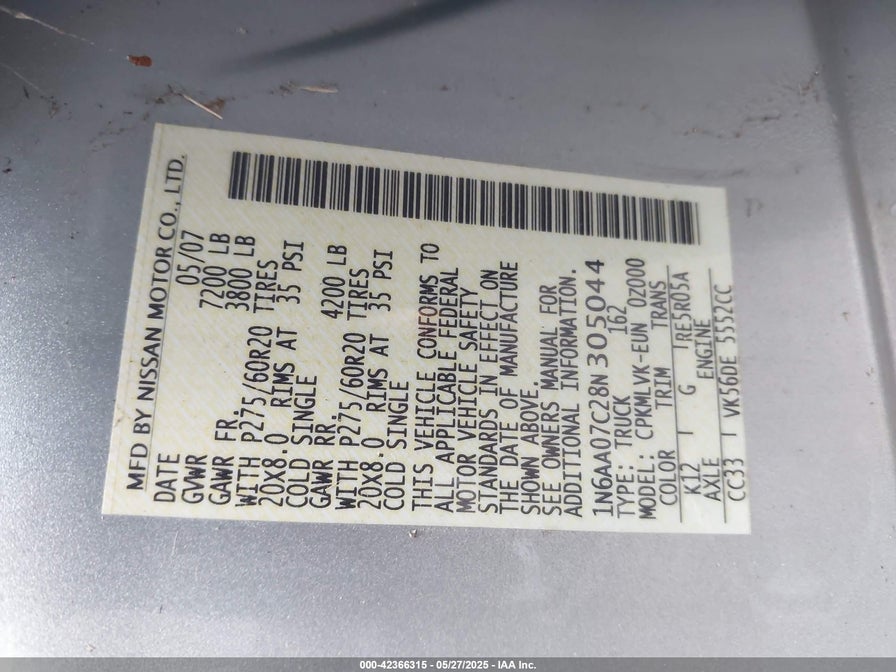 MFD BY NISSAN MOTOR CO., LTD.
DATE 05/07
GVWR 7200 LB
GAWR FR. 3800 LB
WITH P275/60R20 TIRES
20X8.0 RIMS AT 35 PSI
COLD SINGLE
GAWR RR. 4200 LB
WITH P275/60R20 TIRES
20X8.0 RIMS AT 35 PSI
COLD SINGLE
THIS VEHICLE CONFORMS TO
ALL APPLICABLE FEDERAL
MOTOR VEHICLE SAFETY
STANDARDS IN EFFECT ON
THE DATE OF MANUFACTURE
SHOWN ABOVE.
SEE OWNERS MANUAL FOR
ADDITIONAL INFORMATION.
1N6AA07C28N305044
TYPE: TRUCK 162
MODEL: CPKMLVK-EUN 0Z000
COLOR TRIM TRANS
K12 G RE5R05A
AXLE ENGINE
CC33 VK56DE 5552CC
000-42366315 - 05/27/2025 - IAA Inc.